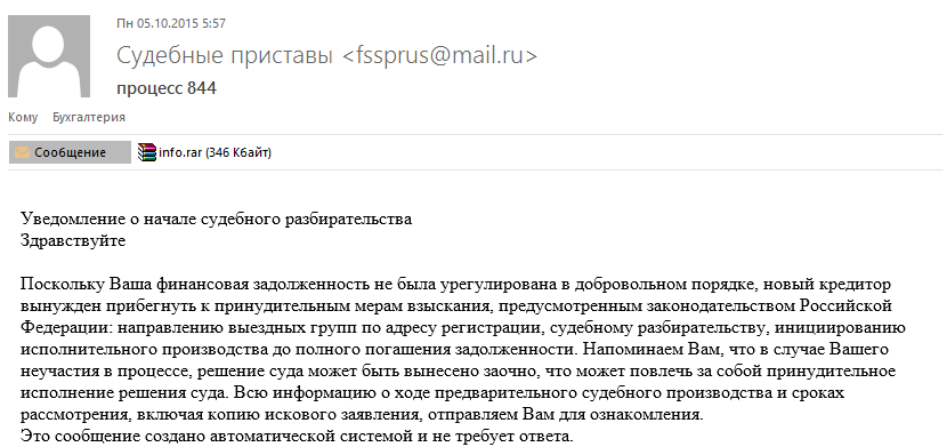 Пн 05.10.2015 5:57
Судебные приставы <fssprus@mail.ru>
процесс 844
Кому Бухгалтерия
Сообщение info.rar (346 Кбайт)
Уведомление о начале судебного разбирательства
Здравствуйте
Поскольку Ваша финансовая задолженность не была урегулирована в добровольном порядке, новый кредитор
вынужден прибегнуть к принудительным мерам взыскания, предусмотренным законодательством Российской
Федерации: направлению выездных групп по адресу регистрации, судебному разбирательству, инициированию
исполнительного производства до полного погашения задолженности. Напоминаем Вам, что в случае Вашего
неучастия в процессе, решение суда может быть вынесено заочно, что может повлечь за собой принудительное
исполнение решения суда. Всю информацию о ходе предварительного судебного производства и сроках
рассмотрения, включая копию искового заявления, отправляем Вам для ознакомления.
Это сообщение создано автоматической системой и не требует ответа.